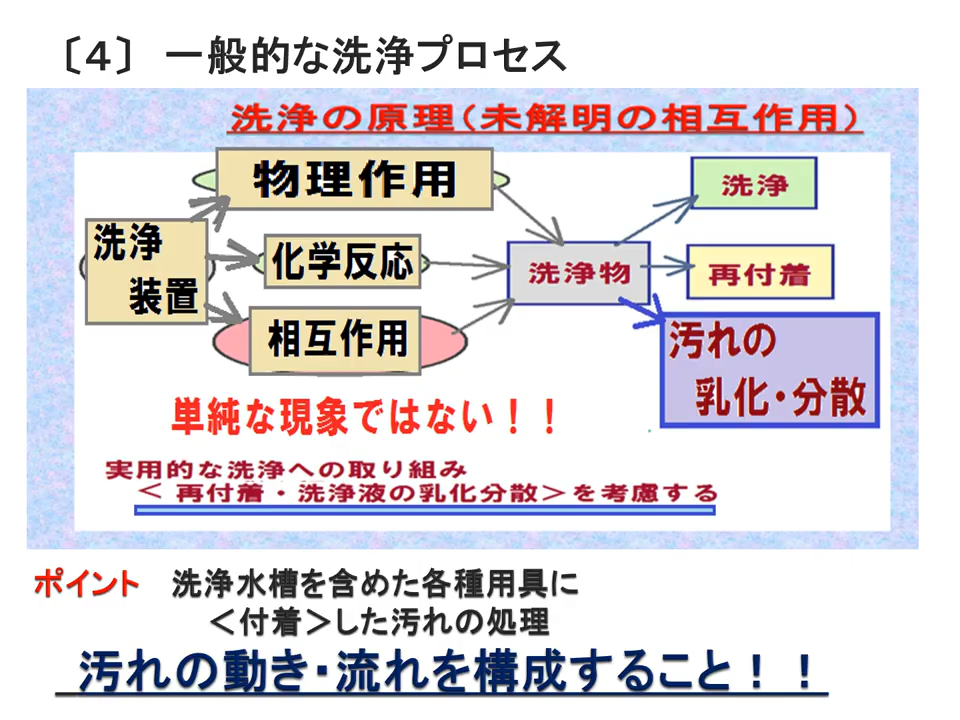 〔４〕 一般的な洗浄プロセス
洗浄の原理(未解明の相互作用)
物理作用
洗浄
洗浄
装置
化学反応
洗浄物
再付着
相互作用
汚れの
乳化・分散
単純な現象ではない！！
実用的な洗浄への取り組み
＜ 再付着・洗浄液の乳化分散＞を考慮する
ポイント 洗浄水槽を含めた各種用具に
＜付着＞した汚れの処理
汚れの動き・流れを構成すること！！